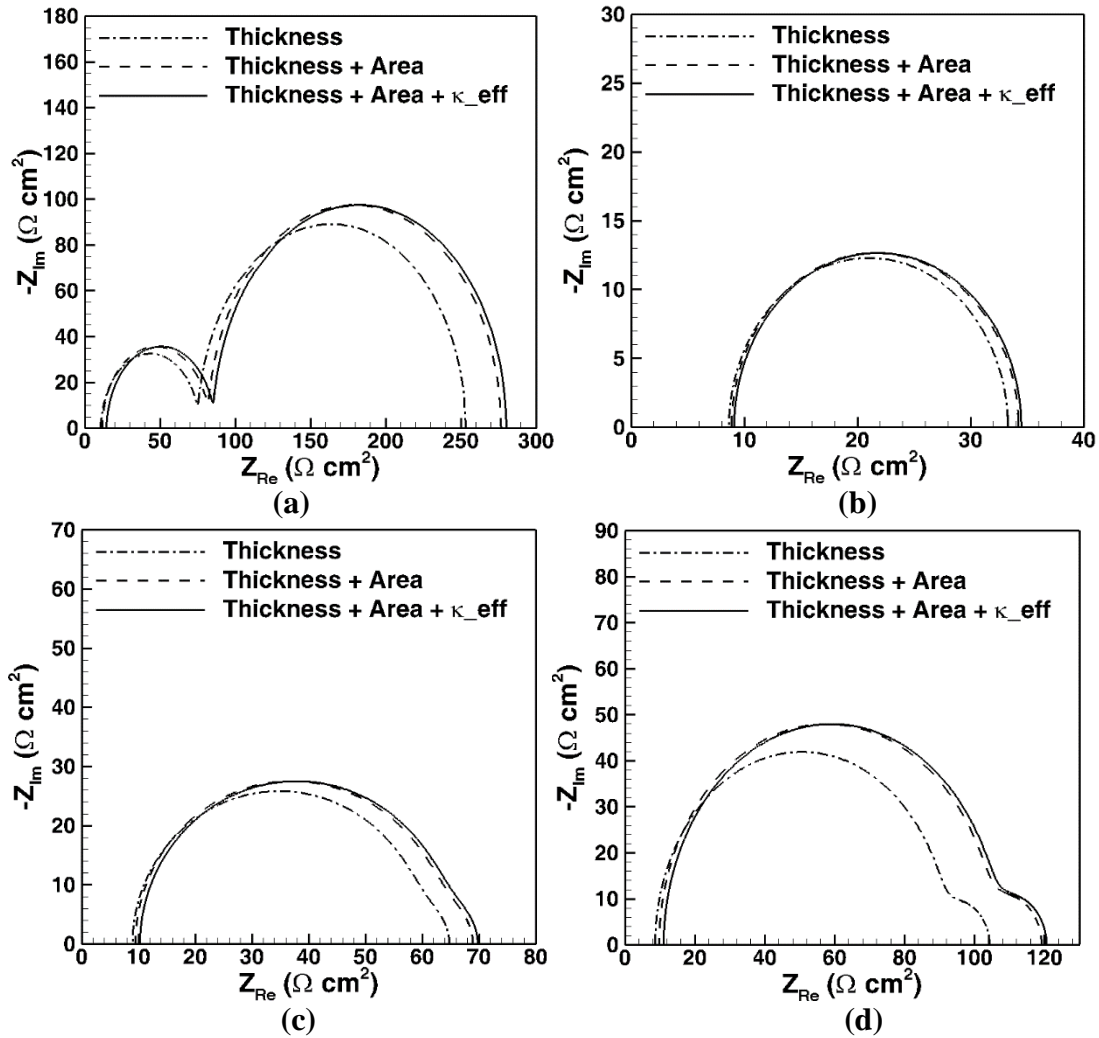 180
160
140
120
100
80
60
40
20
0
-Z_Im (Ω cm²)
Thickness
Thickness + Area
Thickness + Area + κ_eff
0 50 100 150 200 250 300
Z_Re (Ω cm²)
(a)
30
25
20
15
10
5
0
-Z_Im (Ω cm²)
Thickness
Thickness + Area
Thickness + Area + κ_eff
0 10 20 30 40
Z_Re (Ω cm²)
(b)
70
60
50
40
30
20
10
0
-Z_Im (Ω cm²)
Thickness
Thickness + Area
Thickness + Area + κ_eff
0 10 20 30 40 50 60 70 80
Z_Re (Ω cm²)
(c)
90
80
70
60
50
40
30
20
10
0
-Z_Im (Ω cm²)
Thickness
Thickness + Area
Thickness + Area + κ_eff
0 20 40 60 80 100 120
Z_Re (Ω cm²)
(d)